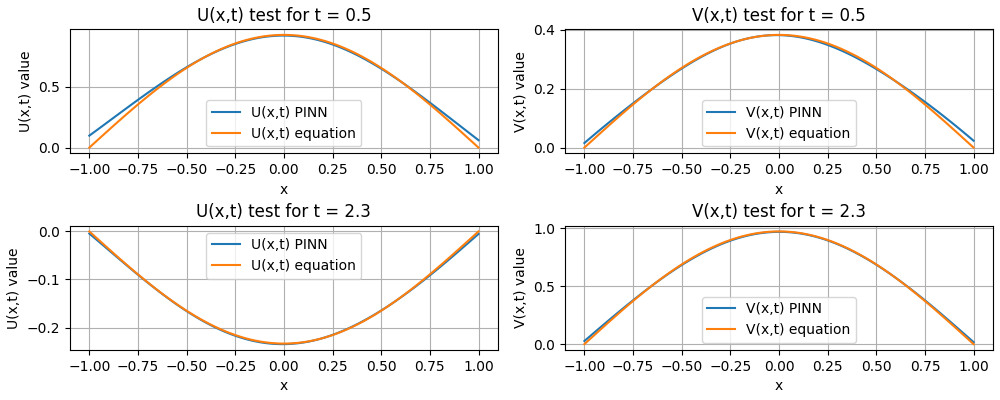 U(x,t) test for t = 0.5
U(x,t) value
0.5
0.0
U(x,t) PINN
U(x,t) equation
−1.00 −0.75 −0.50 −0.25 0.00 0.25 0.50 0.75 1.00
x
V(x,t) test for t = 0.5
V(x,t) value
0.4
0.2
0.0
V(x,t) PINN
V(x,t) equation
−1.00 −0.75 −0.50 −0.25 0.00 0.25 0.50 0.75 1.00
x
U(x,t) test for t = 2.3
U(x,t) value
0.0
−0.1
−0.2
U(x,t) PINN
U(x,t) equation
−1.00 −0.75 −0.50 −0.25 0.00 0.25 0.50 0.75 1.00
x
V(x,t) test for t = 2.3
V(x,t) value
1.0
0.5
0.0
V(x,t) PINN
V(x,t) equation
−1.00 −0.75 −0.50 −0.25 0.00 0.25 0.50 0.75 1.00
x